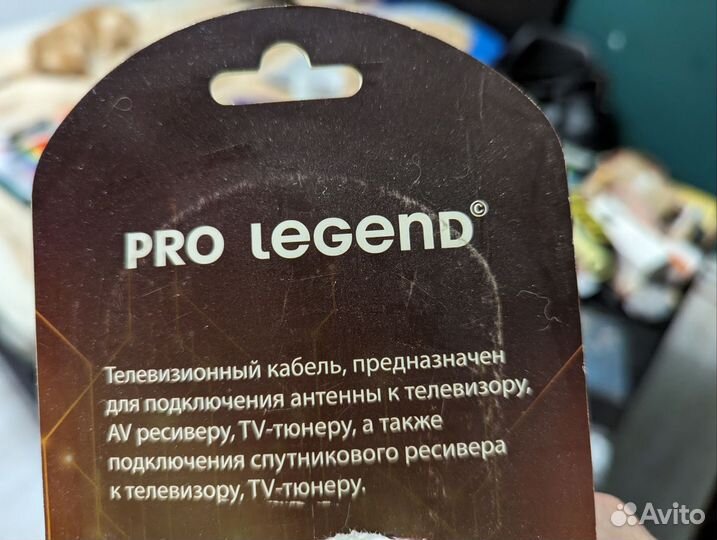 PRO LEGEND©
Телевизионный кабель, предназначен
для подключения антенны к телевизору,
AV ресиверу, TV-тюнеру, а также
подключения спутникового ресивера
к телевизору, TV-тюнеру.
Avito